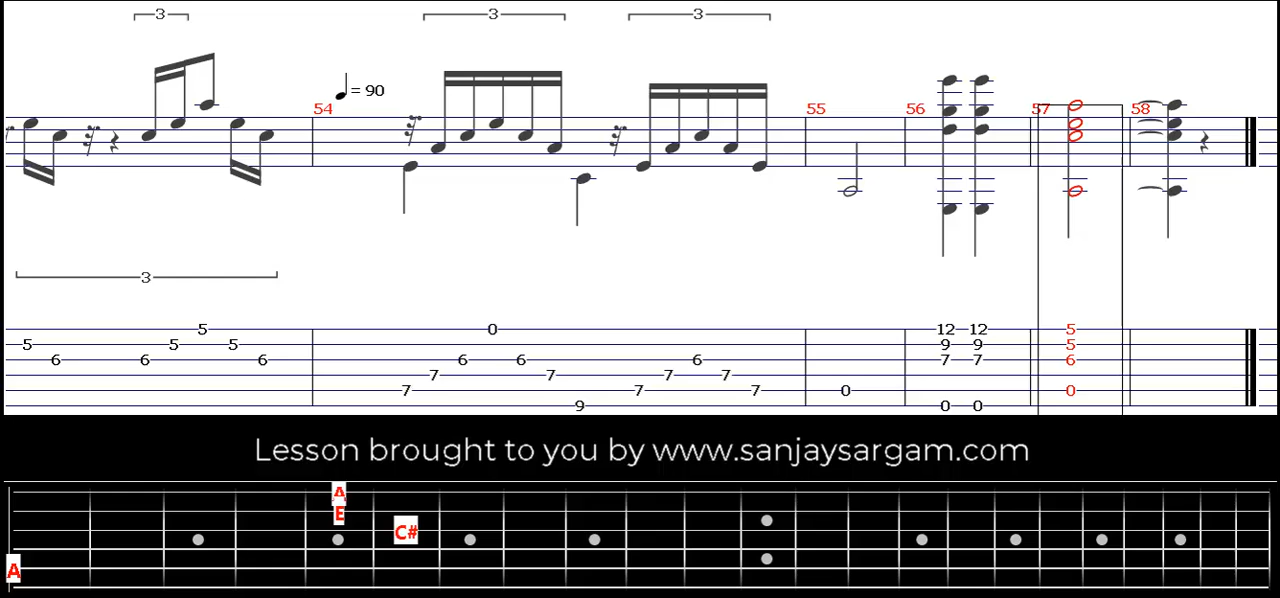 3 3 3
= 90
54 55 56 57 58
3
5 0 12 12 5
5 5 5 9 9 5
6 6 6 6 6 6 7 7 6
7 7 7 7
7 7 7 0 0
9 0 0
Lesson brought to you by www.sanjaysargam.com
A
E
C#
A